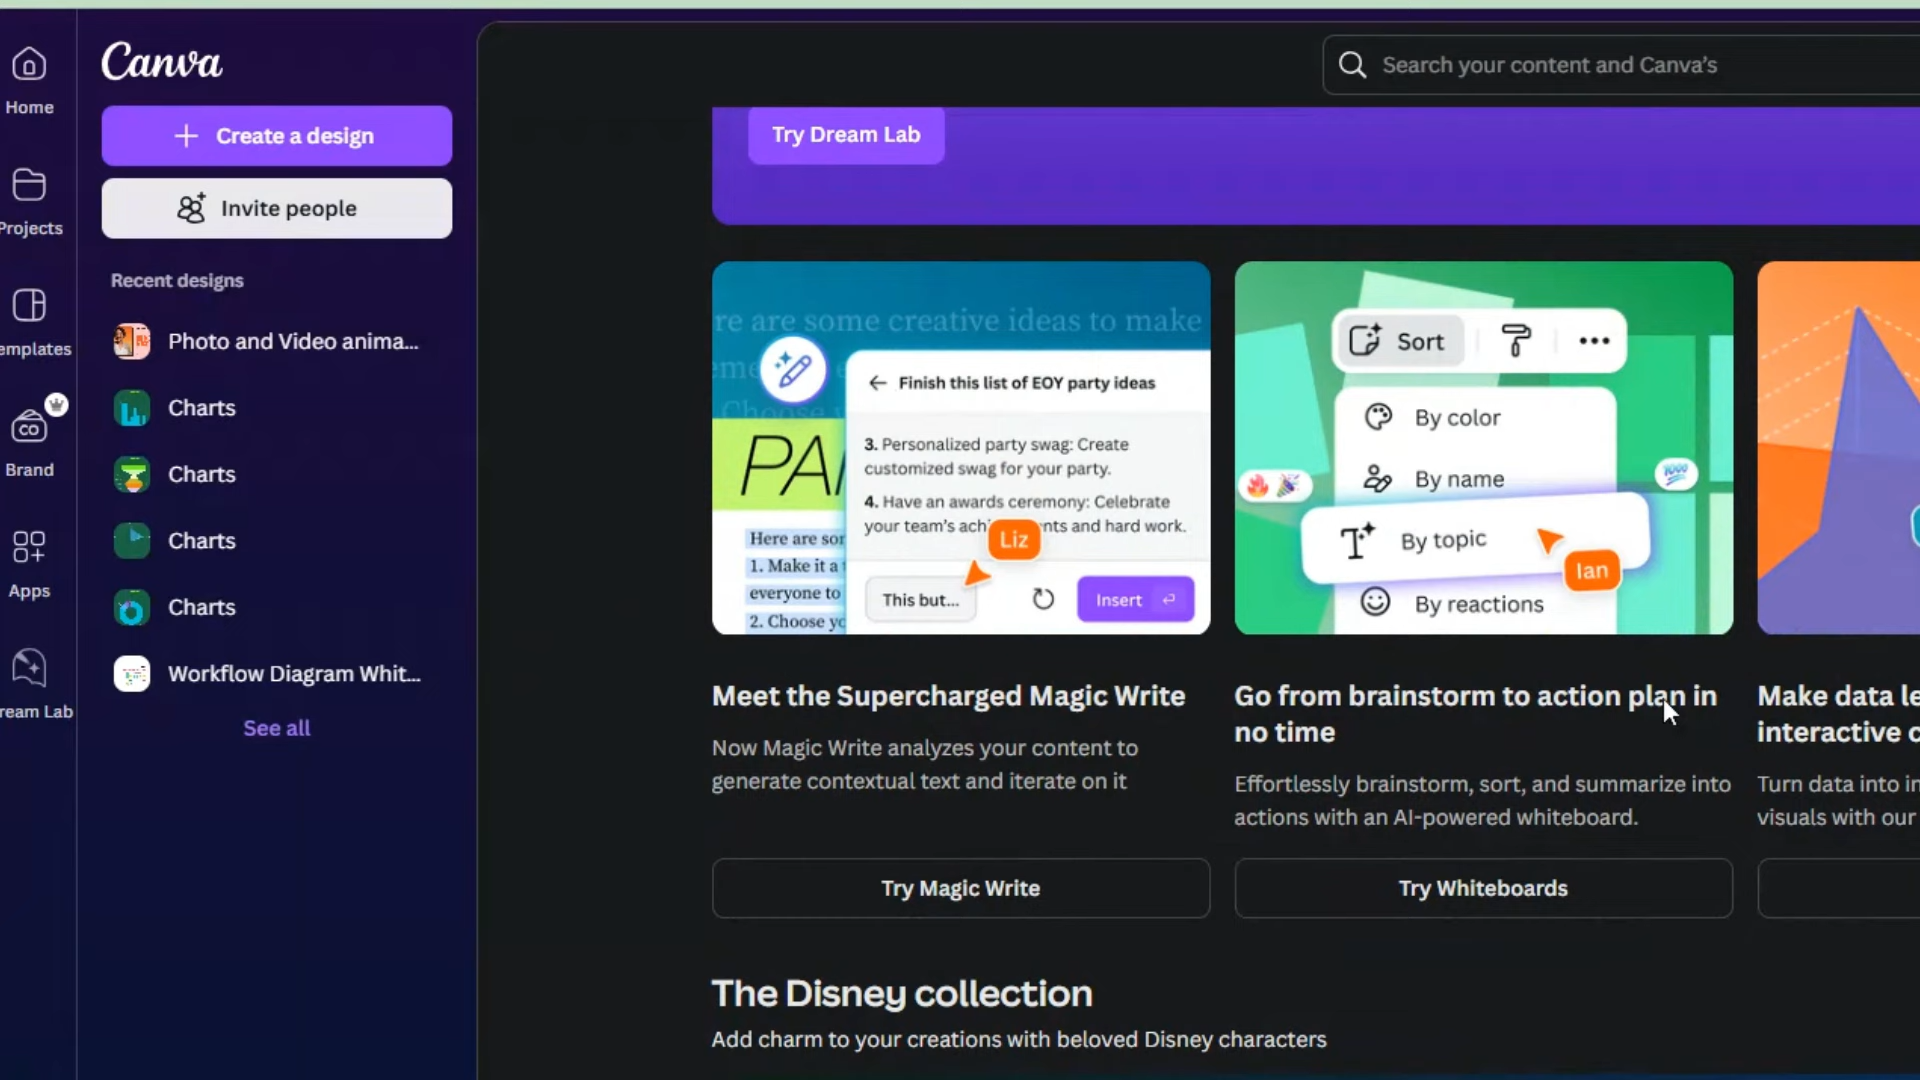 Canva
Home
Create a design
Invite people
Projects
Recent designs
Photo and Video anima...
emplates
Charts
Charts
CO
Brand
Charts
Apps
Charts
Workflow Diagram Whit...
ream Lab
See all
Search your content and Canva's
Try Dream Lab
re are some creative ideas to make
Finish this list of EOY party ideas
3. Personalized party swag: Create
customized swag for your party.
4. Have an awards ceremony: Celebrate
your team's ach nts and hard work.
Liz
This but...
Insert
PA
Here are sor
1. Make it a
everyone to
2. Choose yo
Sort
By color
By name
By topic
Ian
By reactions
Meet the Supercharged Magic Write
Now Magic Write analyzes your content to
generate contextual text and iterate on it
Try Magic Write
Go from brainstorm to action plan in
no time
Effortlessly brainstorm, sort, and summarize into
actions with an AI-powered whiteboard.
Try Whiteboards
Make data le
interactive c
Turn data into in
visuals with our
The Disney collection
Add charm to your creations with beloved Disney characters